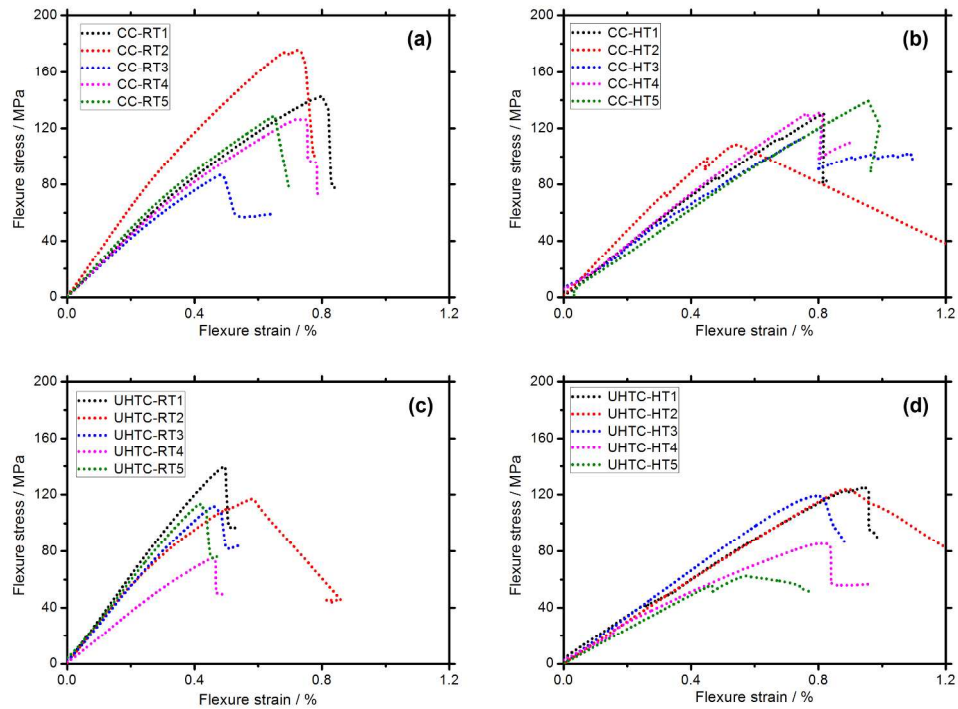 200
160
120
80
40
0
Flexure stress / MPa
CC-RT1
CC-RT2
CC-RT3
CC-RT4
CC-RT5
(a)
0.0 0.4 0.8 1.2
Flexure strain / %
200
160
120
80
40
0
Flexure stress / MPa
CC-HT1
CC-HT2
CC-HT3
CC-HT4
CC-HT5
(b)
0.0 0.4 0.8 1.2
Flexure strain / %
200
160
120
80
40
0
Flexure stress / MPa
UHTC-RT1
UHTC-RT2
UHTC-RT3
UHTC-RT4
UHTC-RT5
(c)
0.0 0.4 0.8 1.2
Flexure strain / %
200
160
120
80
40
0
Flexure stress / MPa
UHTC-HT1
UHTC-HT2
UHTC-HT3
UHTC-HT4
UHTC-HT5
(d)
0.0 0.4 0.8 1.2
Flexure strain / %